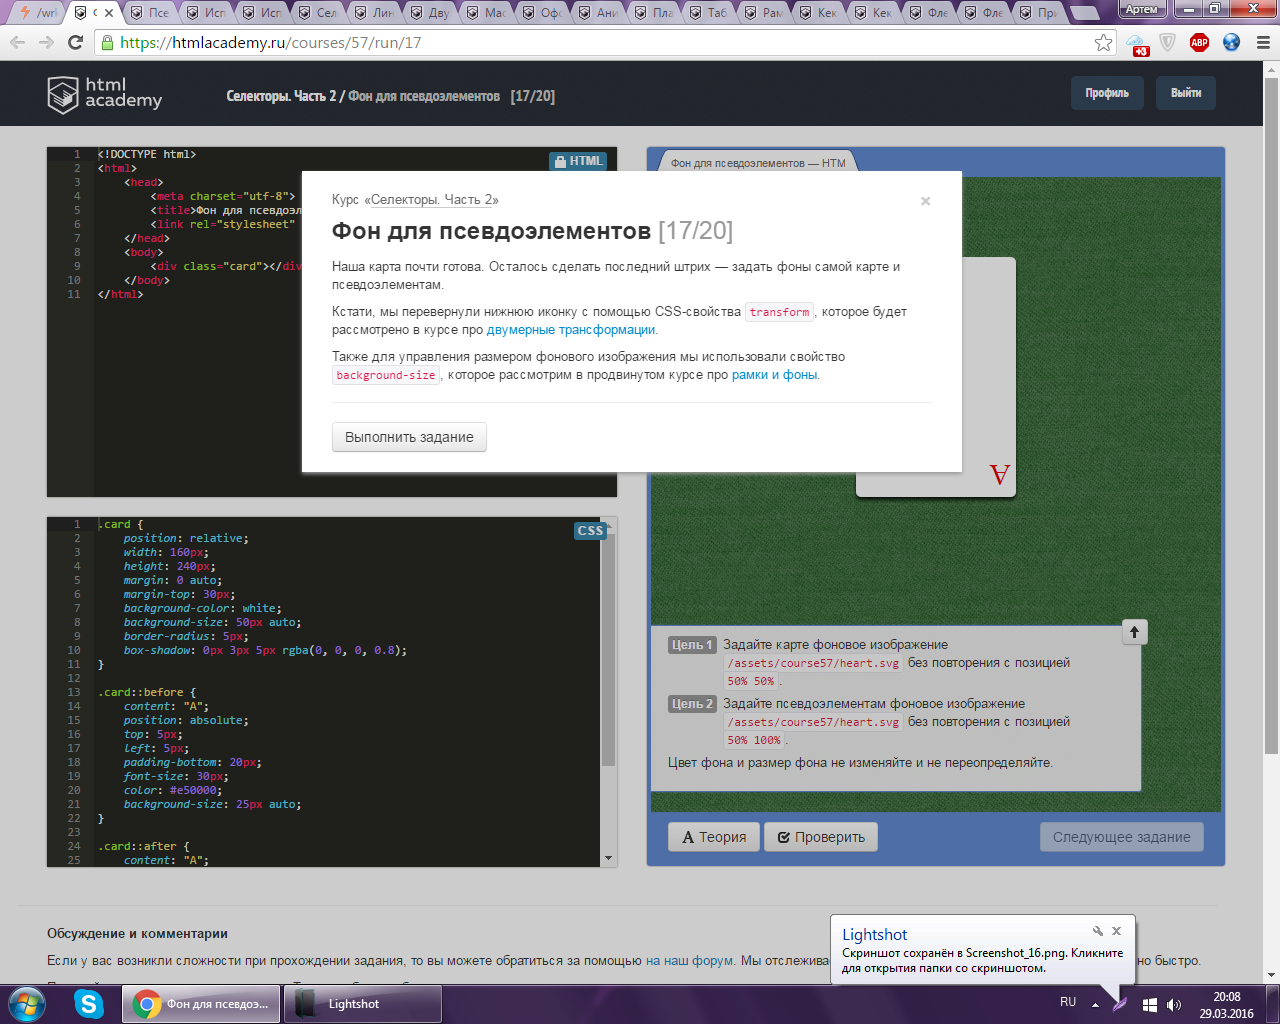 /wrl
С
Псе
Исп
Исп
Сел
Лин
Дву
Мас
Офо
Ани
Пла
Таб
Рам
Кек
Кек
Фле
Фле
При
Артем
https://htmlacademy.ru/courses/57/run/17
+3
ABP
html
academy
Селекторы. Часть 2 / Фон для псевдоэлементов [17/20]
Профиль
Выйти
HTML
1 <!DOCTYPE html>
2 <html>
3 <head>
4 <meta charset="utf-8">
5 <title>Фон для псевдоэл
6 <link rel="stylesheet"
7 </head>
8 <body>
9 <div class="card"></div
10 </body>
11 </html>
Фон для псевдоэлементов — HTM
Курс «Селекторы. Часть 2»
×
Фон для псевдоэлементов [17/20]
Наша карта почти готова. Осталось сделать последний штрих — задать фоны самой карте и
псевдоэлементам.
Кстати, мы перевернули нижнюю иконку с помощью CSS-свойства transform, которое будет
рассмотрено в курсе про двумерные трансформации.
Также для управления размером фонового изображения мы использовали свойство
background-size, которое рассмотрим в продвинутом курсе про рамки и фоны.
Выполнить задание
A
CSS
1 .card {
2 position: relative;
3 width: 160px;
4 height: 240px;
5 margin: 0 auto;
6 margin-top: 30px;
7 background-color: white;
8 background-size: 50px auto;
9 border-radius: 5px;
10 box-shadow: 0px 3px 5px rgba(0, 0, 0, 0.8);
11 }
12
13 .card::before {
14 content: "A";
15 position: absolute;
16 top: 5px;
17 left: 5px;
18 padding-bottom: 20px;
19 font-size: 30px;
20 color: #e50000;
21 background-size: 25px auto;
22 }
23
24 .card::after {
25 content: "A";
Цель 1 Задайте карте фоновое изображение
/assets/course57/heart.svg без повторения с позицией
50% 50%.
Цель 2 Задайте псевдоэлементам фоновое изображение
/assets/course57/heart.svg без повторения с позицией
50% 100%.
Цвет фона и размер фона не изменяйте и не переопределяйте.
A Теория
Проверить
Следующее задание
Обсуждение и комментарии
Если у вас возникли сложности при прохождении задания, то вы можете обратиться за помощью на наш форум. Мы отслеживае
но быстро.
Lightshot
Скриншот сохранён в Screenshot_16.png. Кликните
для открытия папки со скриншотом.
Фон для псевдоэ...
Lightshot
RU
20:08
29.03.2016